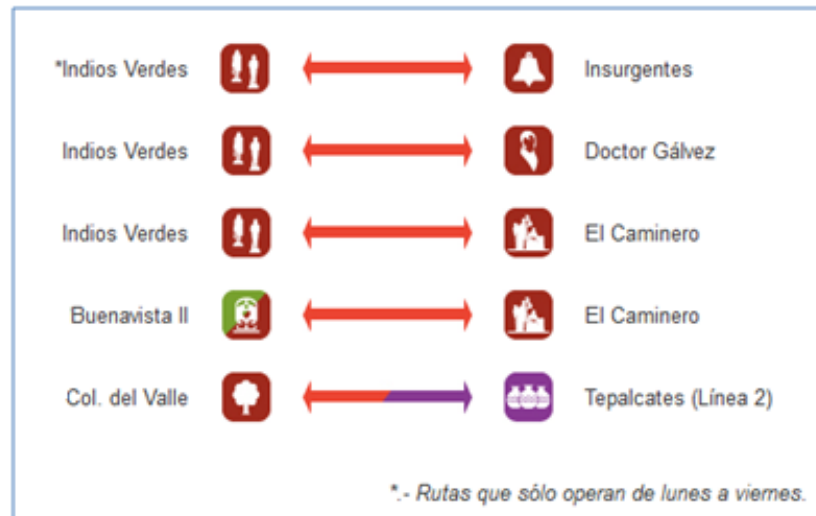 *Indios Verdes Insurgentes
Indios Verdes Doctor Gálvez
Indios Verdes El Caminero
Buenavista II El Caminero
Col. del Valle Tepalcates (Línea 2)
*.- Rutas que sólo operan de lunes a viernes.